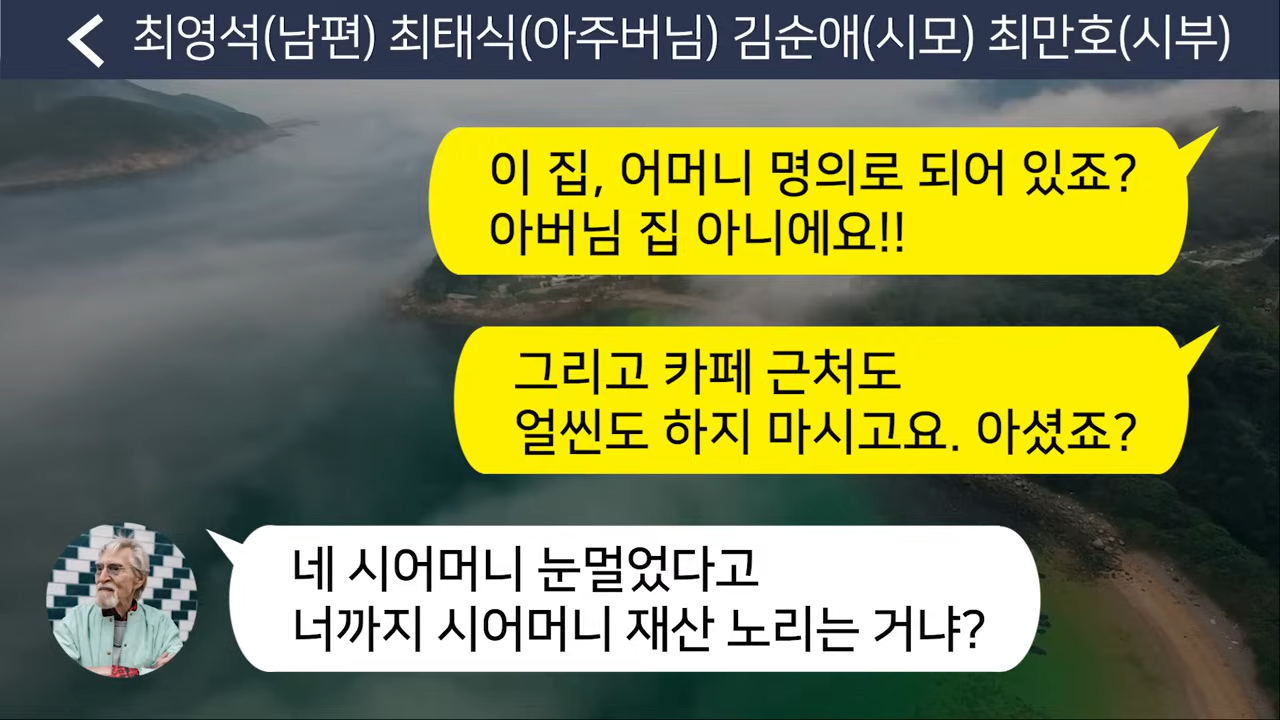 최영석(남편) 최태식(아주버님) 김순애(시모) 최만호(시부)
이 집, 어머니 명의로 되어 있죠?
아버님 집 아니에요!!
그리고 카페 근처도
얼씬도 하지 마시고요. 아셨죠?
네 시어머니 눈멀었다고
너까지 시어머니 재산 노리는 거냐?